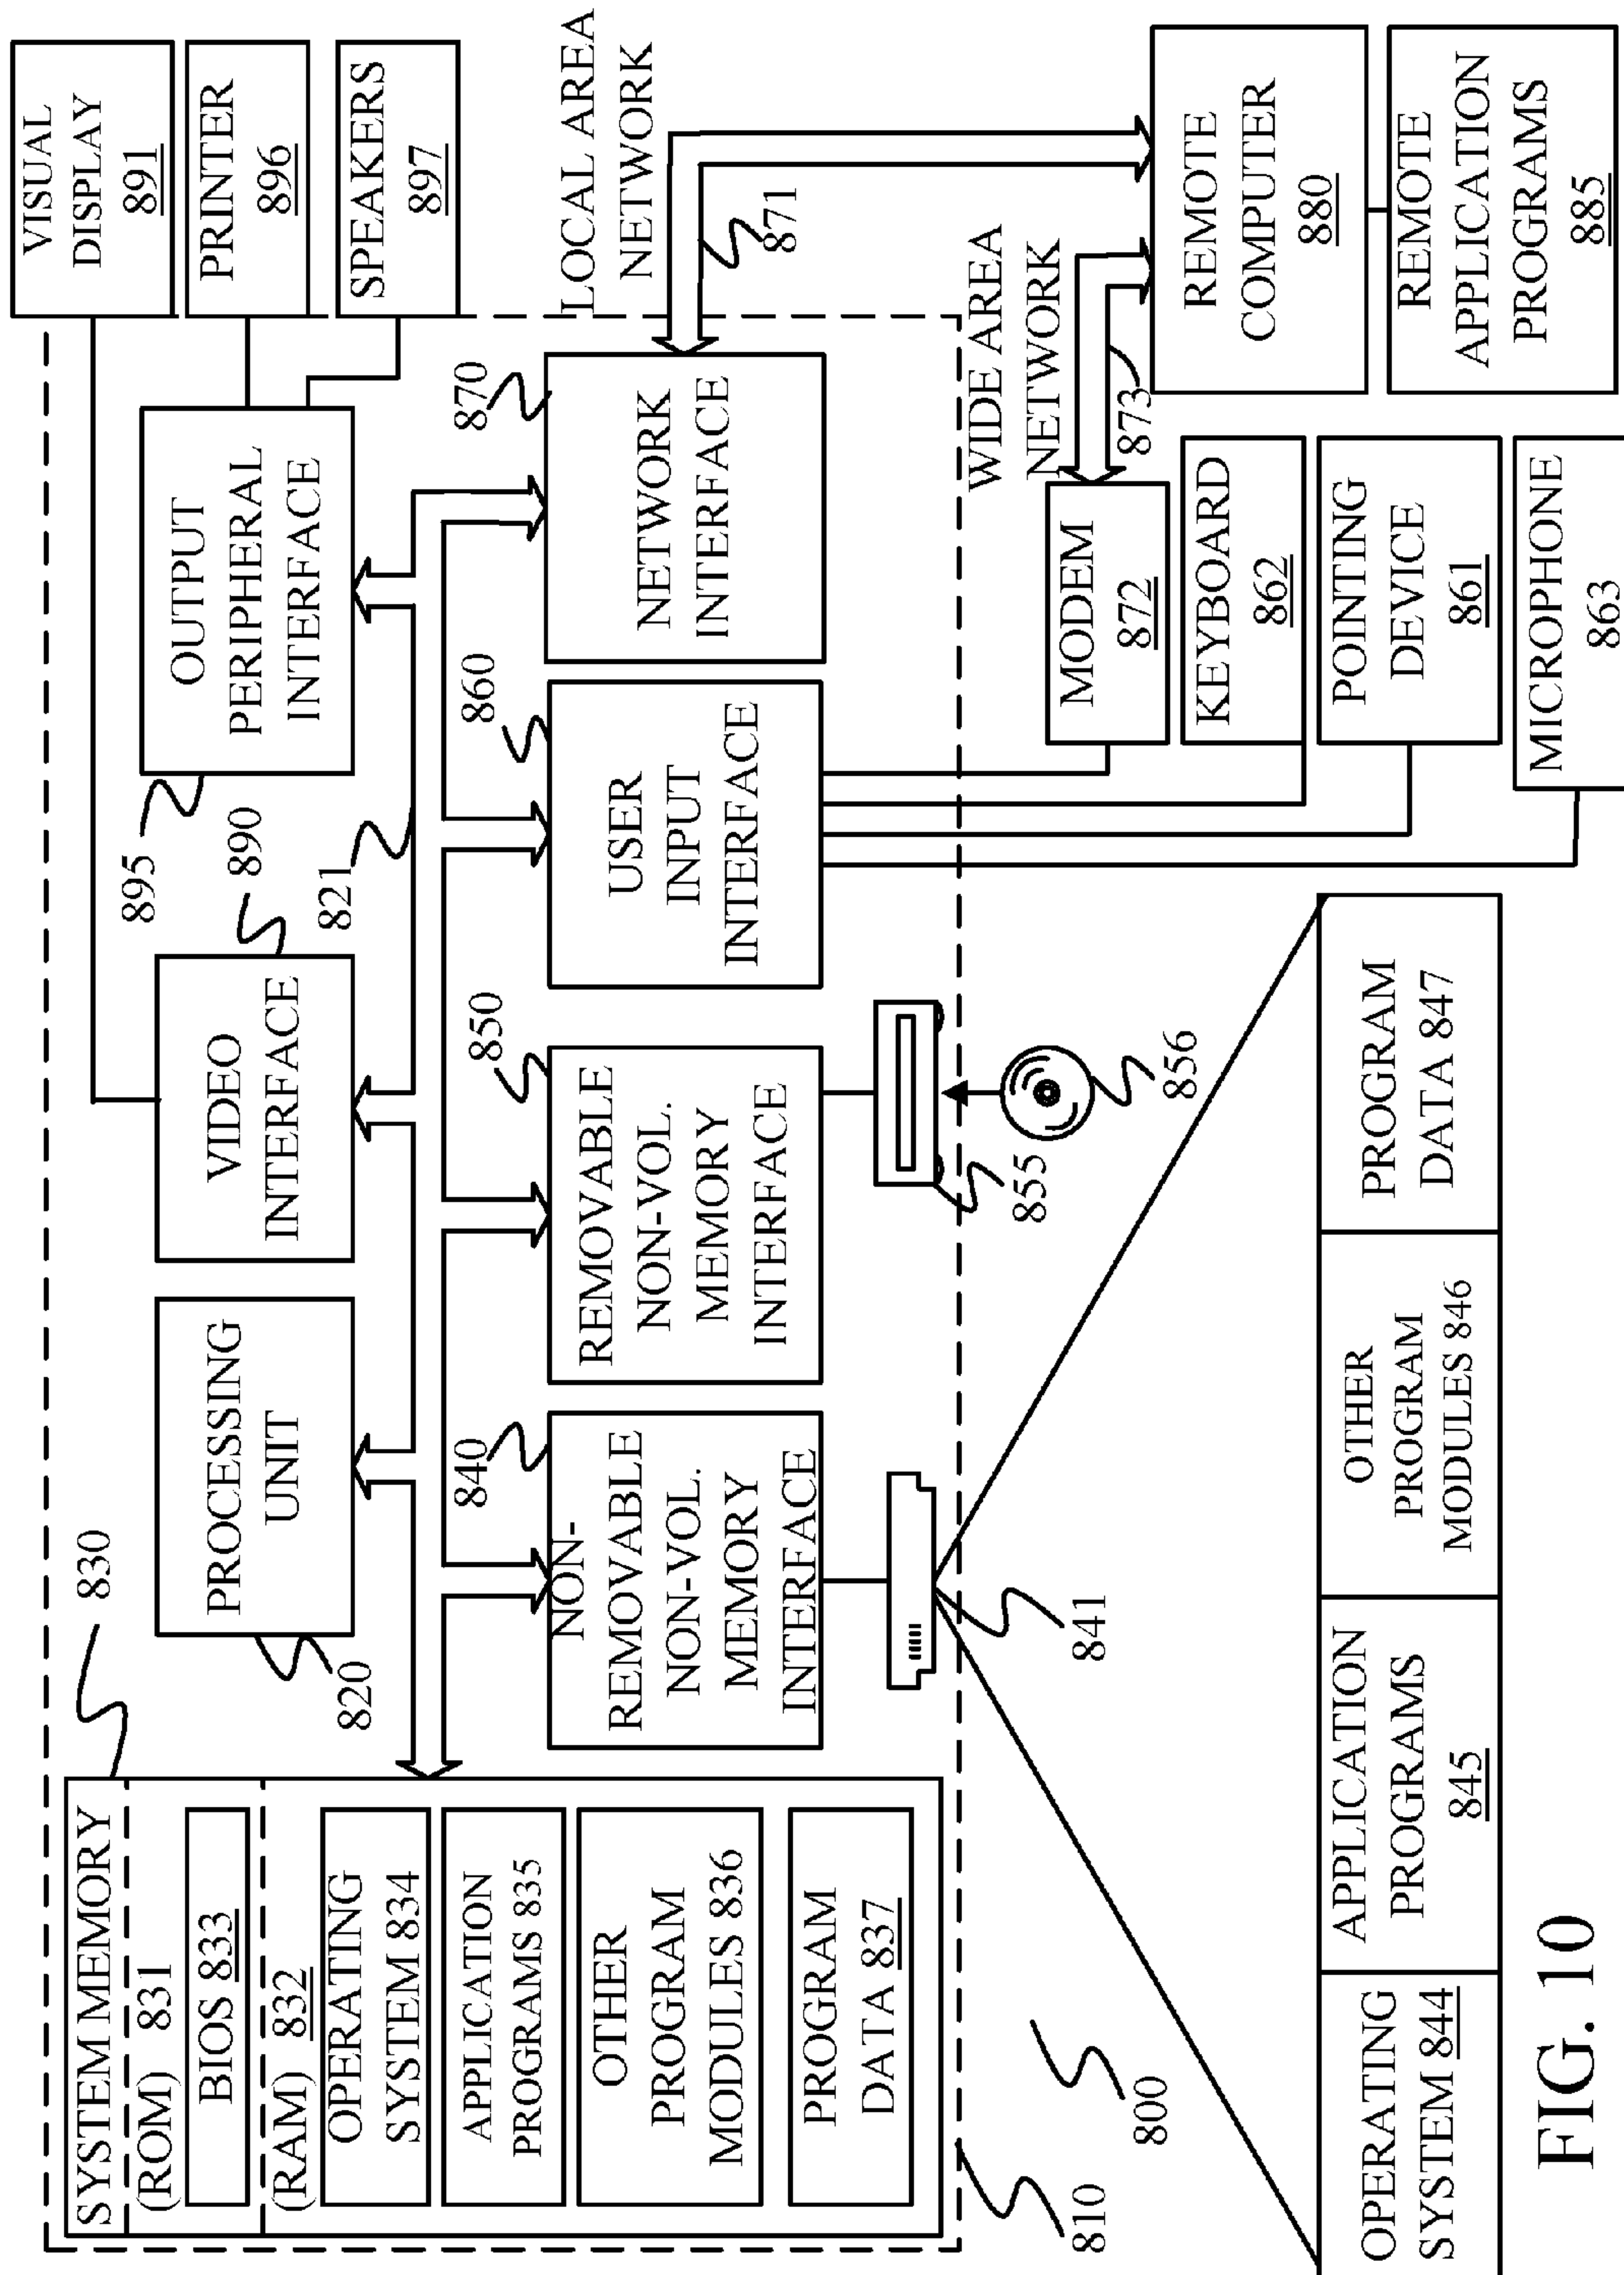 SYSTEM MEMORY
(ROM) 831
BIOS 833
(RAM) 832
OPERATING
SYSTEM 834
APPLICATION
PROGRAMS 835
OTHER
PROGRAM
MODULES 836
PROGRAM
DATA 837
830
PROCESSING
UNIT
820
VIDEO
INTERFACE
890
821
OUTPUT
PERIPHERAL
INTERFACE
895
VISUAL
DISPLAY
891
PRINTER
896
SPEAKERS
897
NON-
REMOVABLE
NON-VOL.
MEMORY
INTERFACE
840
REMOVABLE
NON-VOL.
MEMORY
INTERFACE
850
USER
INPUT
INTERFACE
860
NETWORK
INTERFACE
870
LOCAL AREA
NETWORK
871
841
855
856
WIDE AREA
NETWORK
873
MODEM
872
KEYBOARD
862
POINTING
DEVICE
861
MICROPHONE
863
REMOTE
COMPUTER
880
REMOTE
APPLICATION
PROGRAMS
885
810
800
OPERATING
SYSTEM 844
APPLICATION
PROGRAMS
845
OTHER
PROGRAM
MODULES 846
PROGRAM
DATA 847
FIG. 10